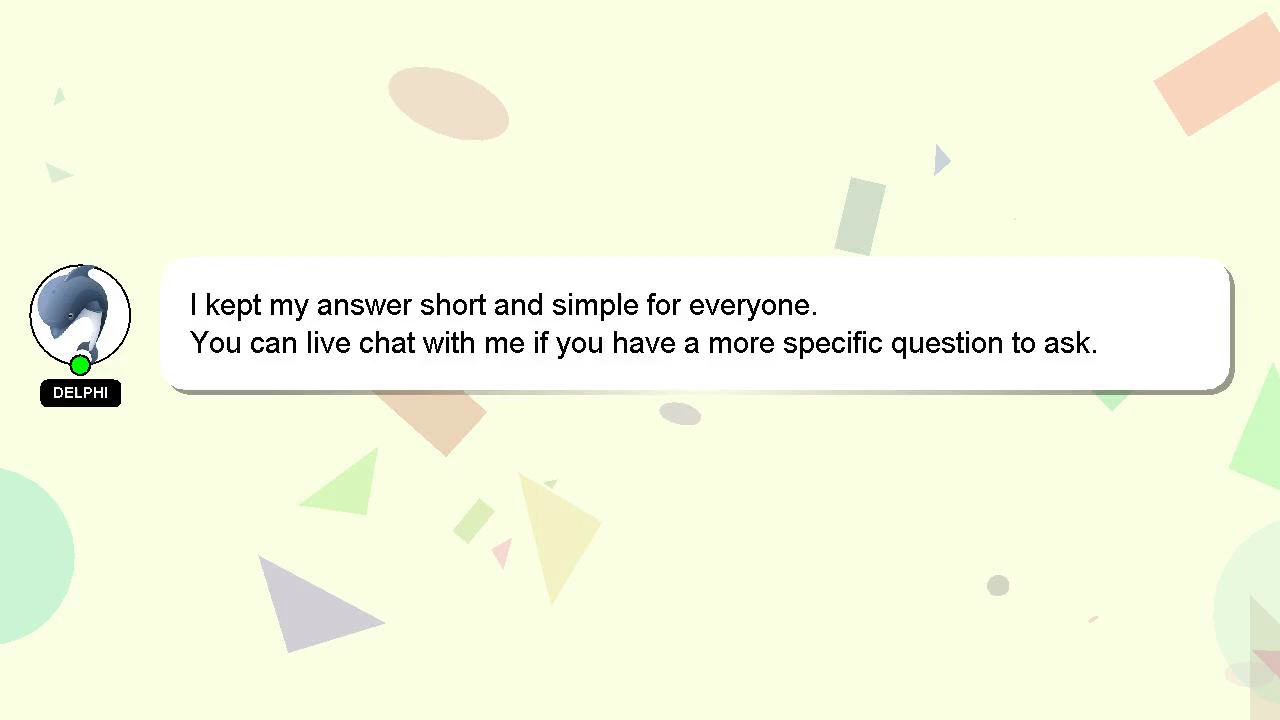 I kept my answer short and simple for everyone.
You can live chat with me if you have a more specific question to ask.
DELPHI